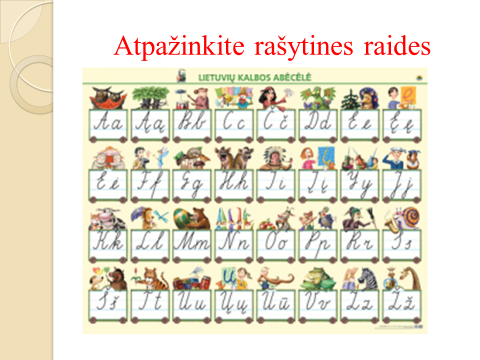 Atpažinkite rašytines raides
LIETUVIŲ KALBOS ABĖCĖLĖ
Aa Ąą Bb Cc Čč Dd Ee Ęę
Ėė Ff Gg Hh Ii Įį Yy Jj
Kk Ll Mm Nn Oo Pp Rr Ss
Šš Tt Uu Ųų Ūū Vv Zz Žž